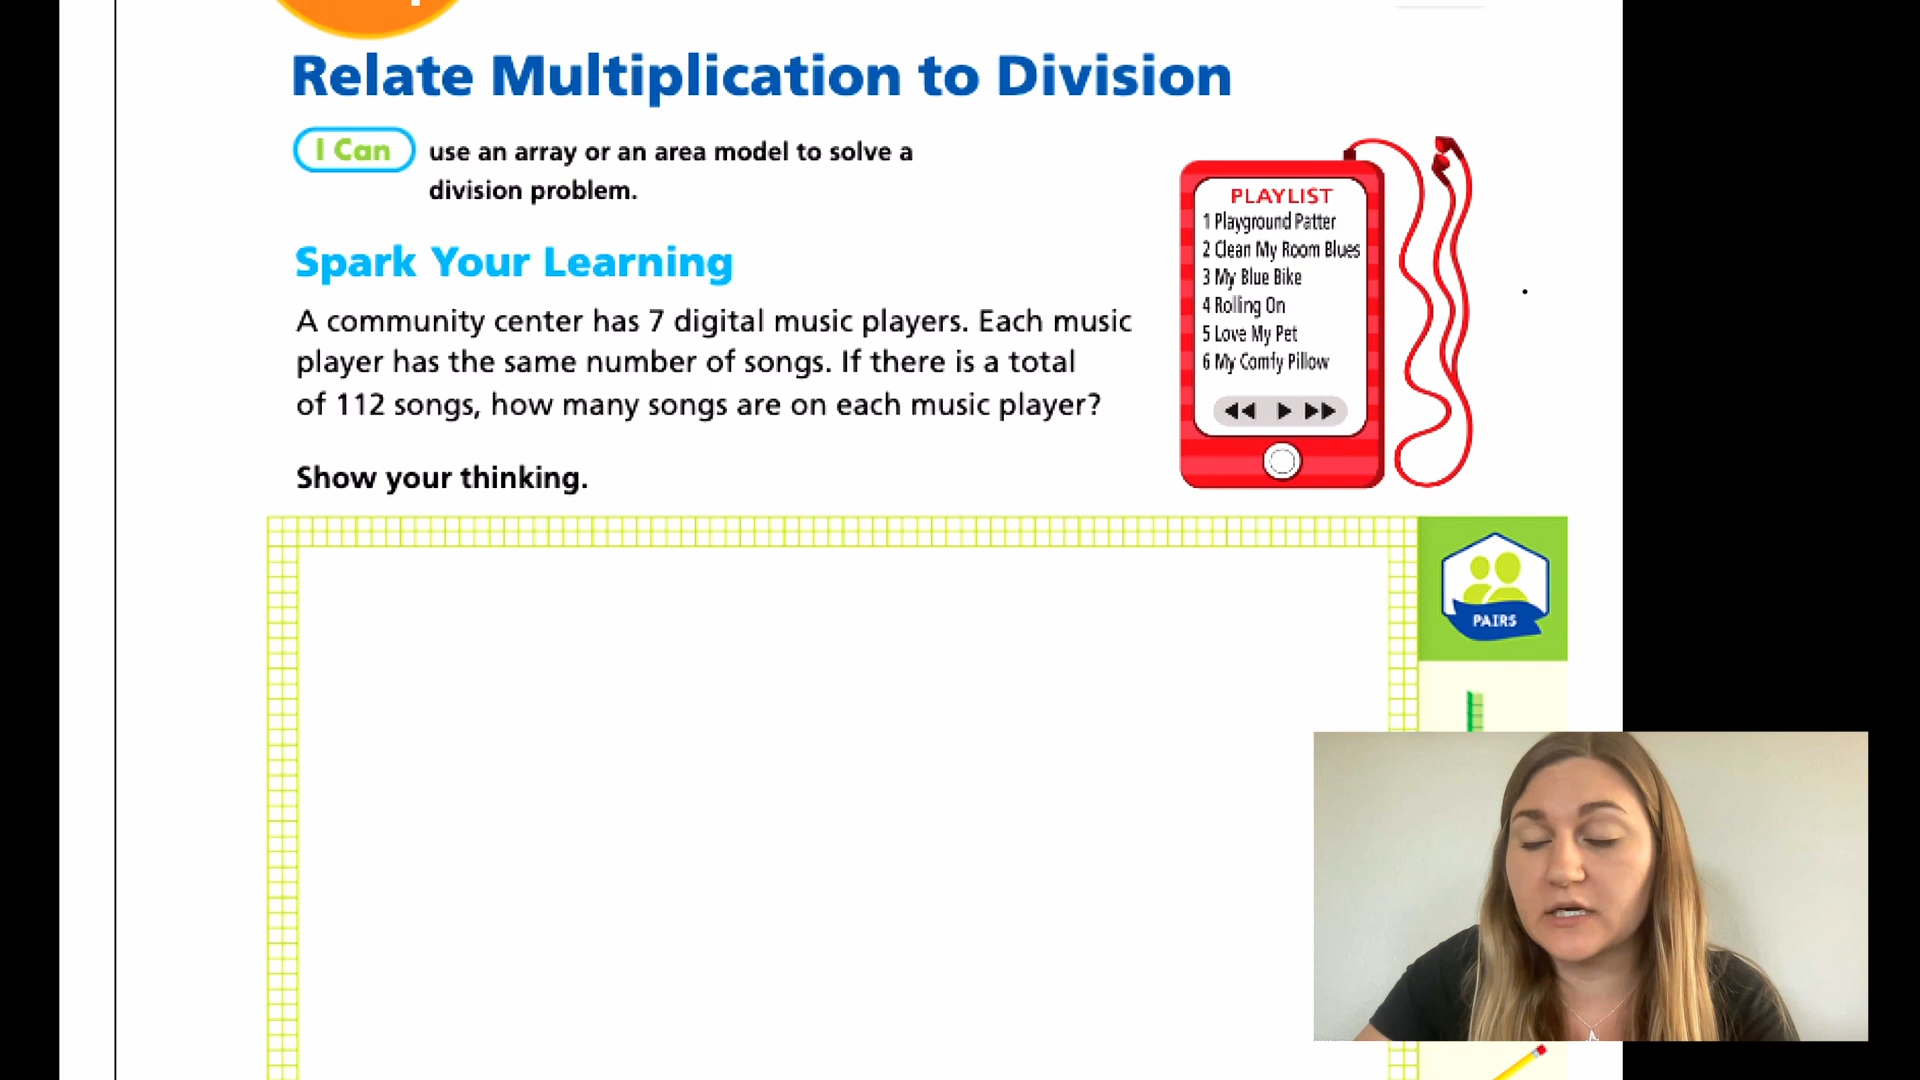 Relate Multiplication to Division
I Can
use an array or an area model to solve a
division problem.
Spark Your Learning
A community center has 7 digital music players. Each music
player has the same number of songs. If there is a total
of 112 songs, how many songs are on each music player?
Show your thinking.
PLAYLIST
1 Playground Patter
2 Clean My Room Blues
3 My Blue Bike
4 Rolling On
5 Love My Pet
6 My Comfy Pillow
PAIRS